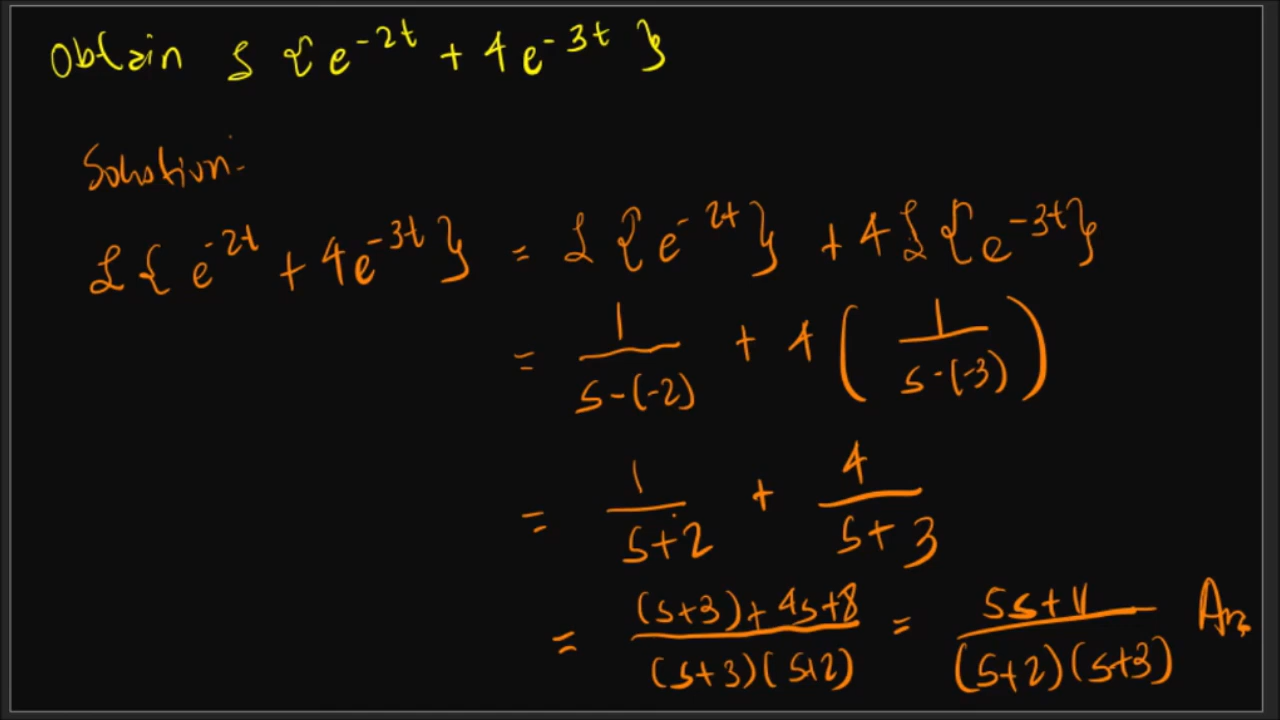 Obtain ℒ {e^-2t + 4e^-3t}
Solution:
ℒ{e^-2t + 4e^-3t} = ℒ{e^-2t} + 4ℒ{e^-3t}
= 1/(s-(-2)) + 4(1/(s-(-3)))
= 1/(s+2) + 4/(s+3)
= ((s+3)+4s+8)/((s+3)(s+2)) = (5s+11)/((s+2)(s+3)) Ans